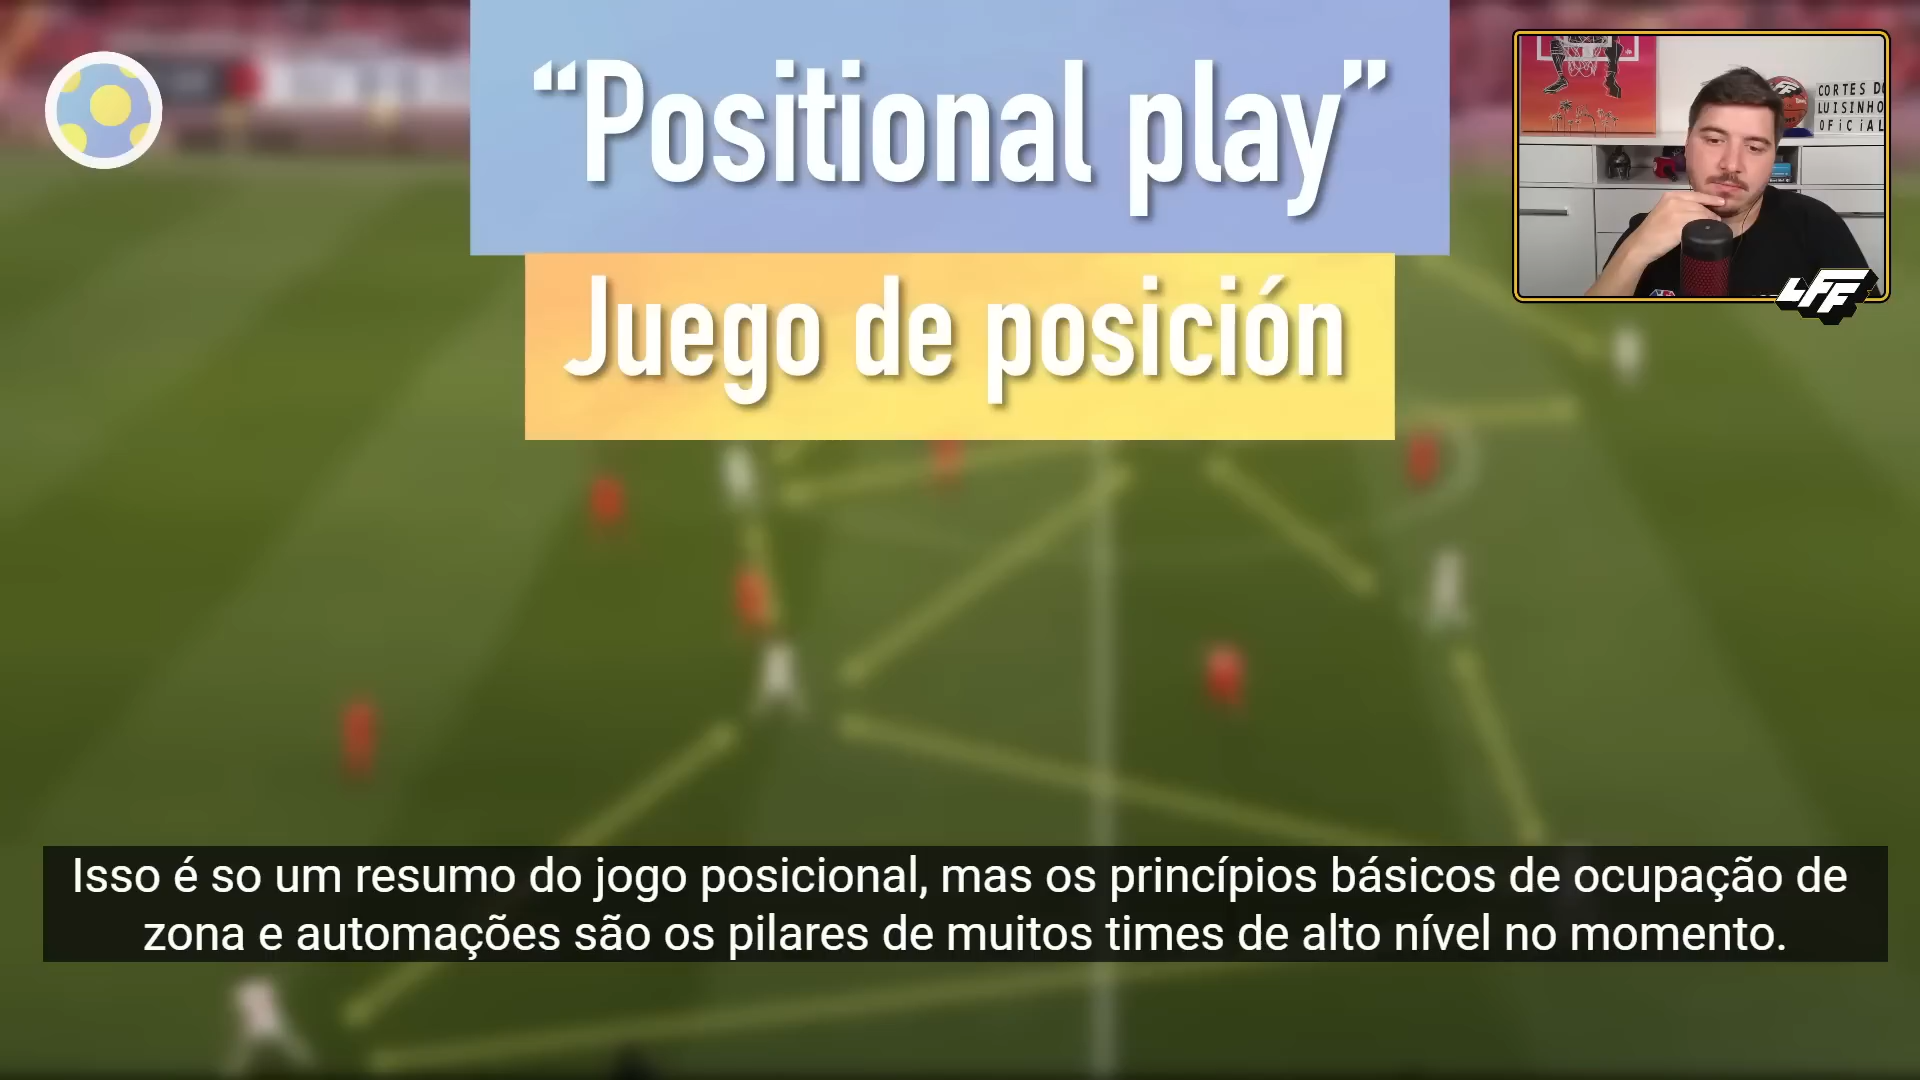 “Positional play”
Juego de posición
CORTES DO
LUISINHO
OFiCiAL
LFF
Isso é so um resumo do jogo posicional, mas os princípios básicos de ocupação de
zona e automações são os pilares de muitos times de alto nível no momento.